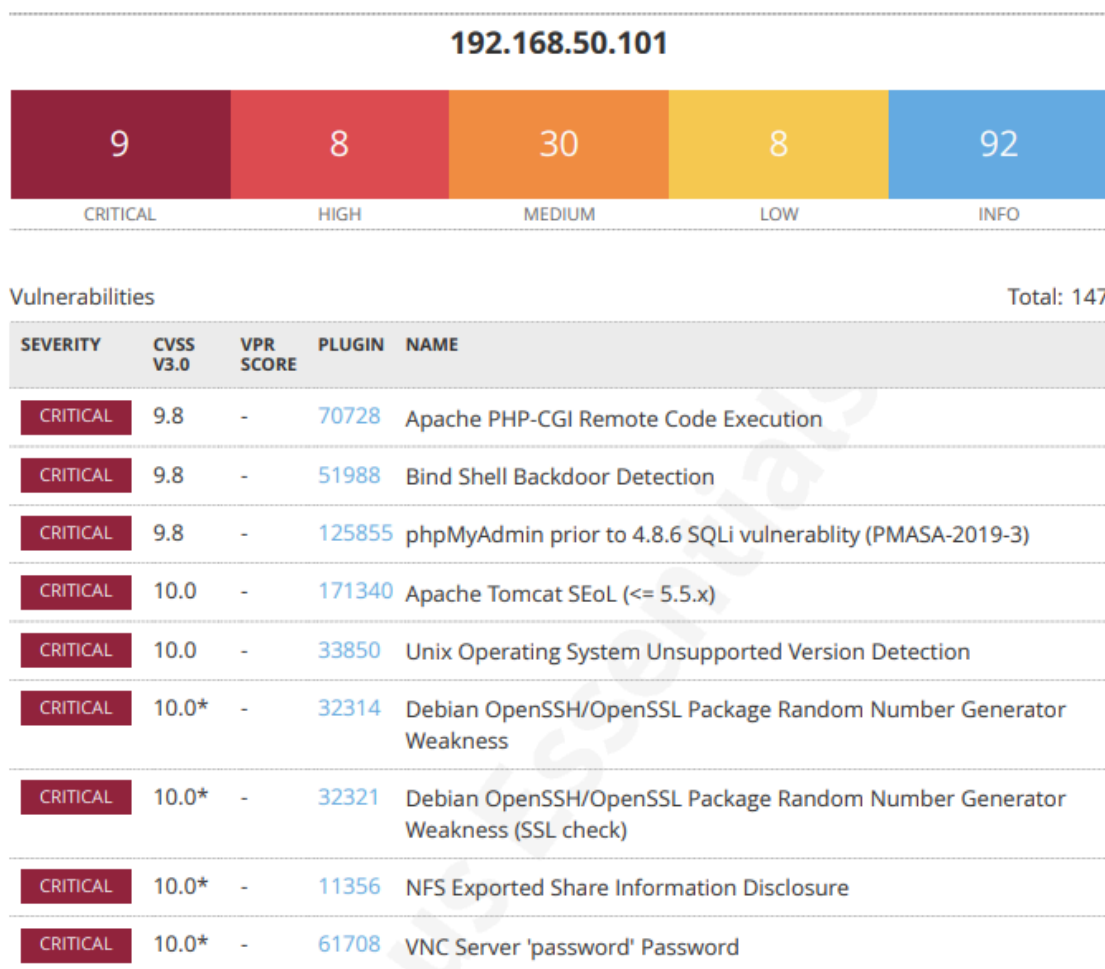 192.168.50.101
9 8 30 8 92
CRITICAL HIGH MEDIUM LOW INFO
Vulnerabilities Total: 147
SEVERITY CVSS V3.0 VPR SCORE PLUGIN NAME
CRITICAL 9.8 - 70728 Apache PHP-CGI Remote Code Execution
CRITICAL 9.8 - 51988 Bind Shell Backdoor Detection
CRITICAL 9.8 - 125855 phpMyAdmin prior to 4.8.6 SQLi vulnerablity (PMASA-2019-3)
CRITICAL 10.0 - 171340 Apache Tomcat SEoL (<= 5.5.x)
CRITICAL 10.0 - 33850 Unix Operating System Unsupported Version Detection
CRITICAL 10.0* - 32314 Debian OpenSSH/OpenSSL Package Random Number Generator
Weakness
CRITICAL 10.0* - 32321 Debian OpenSSH/OpenSSL Package Random Number Generator
Weakness (SSL check)
CRITICAL 10.0* - 11356 NFS Exported Share Information Disclosure
CRITICAL 10.0* - 61708 VNC Server 'password' Password
us Essentials